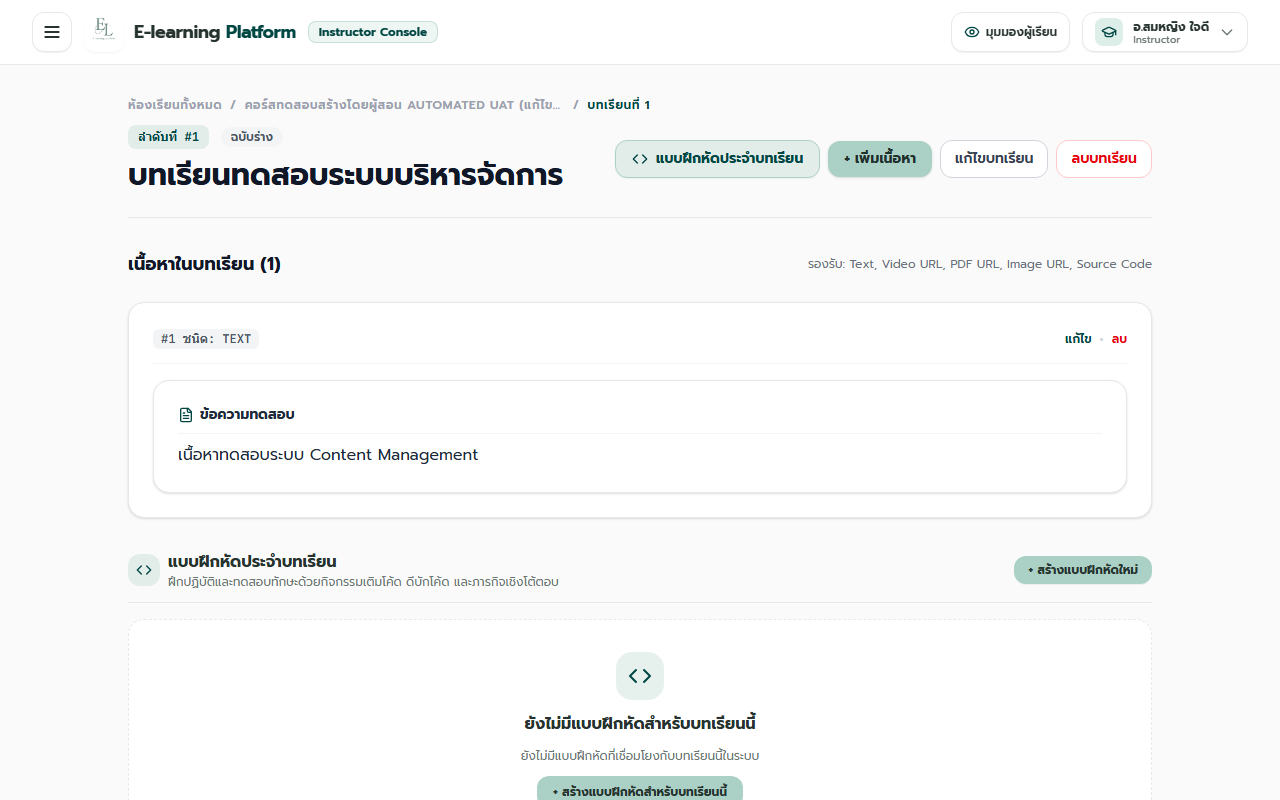 EL
E-learning Platform
Instructor Console
มุมมองผู้เรียน
อ.สมหญิง ใจดี
Instructor
ห้องเรียนทั้งหมด / คอร์สทดสอบสร้างโดยผู้สอน AUTOMATED UAT (แก้ไข... / บทเรียนที่ 1
ลำดับที่ #1
ฉบับร่าง
บทเรียนทดสอบระบบบริหารจัดการ
แบบฝึกหัดประจำบทเรียน
+ เพิ่มเนื้อหา
แก้ไขบทเรียน
ลบบทเรียน
เนื้อหาในบทเรียน (1)
รองรับ: Text, Video URL, PDF URL, Image URL, Source Code
#1 ชนิด: TEXT
แก้ไข • ลบ
ข้อความทดสอบ
เนื้อหาทดสอบระบบ Content Management
แบบฝึกหัดประจำบทเรียน
ฝึกปฏิบัติและทดสอบทักษะด้วยกิจกรรมเติมโค้ด ดีบักโค้ด และภารกิจเชิงโต้ตอบ
+ สร้างแบบฝึกหัดใหม่
ยังไม่มีแบบฝึกหัดสำหรับบทเรียนนี้
ยังไม่มีแบบฝึกหัดที่เชื่อมโยงกับบทเรียนนี้ในระบบ
+ สร้างแบบฝึกหัดสำหรับบทเรียนนี้